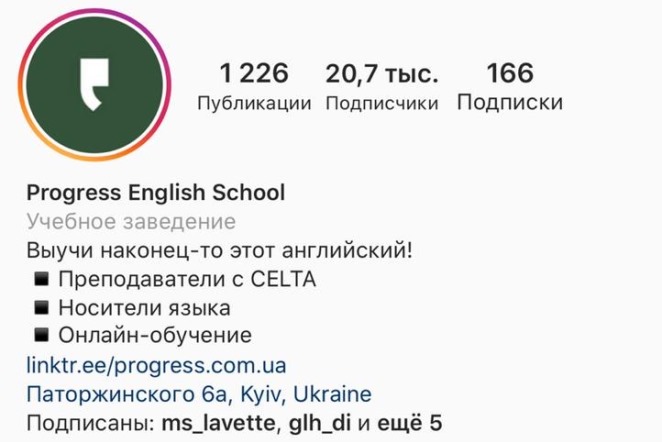 1 226 20,7 тыс. 166
Публикации Подписчики Подписки
Progress English School
Учебное заведение
Выучи наконец-то этот английский!
▪️ Преподаватели с CELTA
▪️ Носители языка
▪️ Онлайн-обучение
linktr.ee/progress.com.ua
Паторжинского 6а, Kyiv, Ukraine
Подписаны: ms_lavette, glh_di и ещё 5